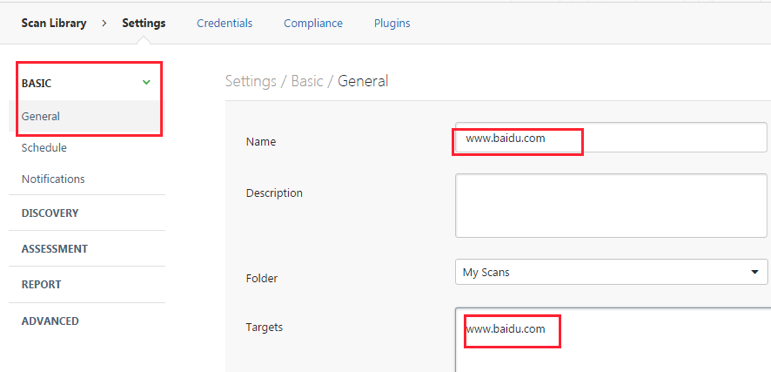 Scan Library > Settings Credentials Compliance Plugins
BASIC
General
Schedule
Notifications
DISCOVERY
ASSESSMENT
REPORT
ADVANCED
Settings / Basic / General
Name www.baidu.com
Description
Folder My Scans
Targets www.baidu.com